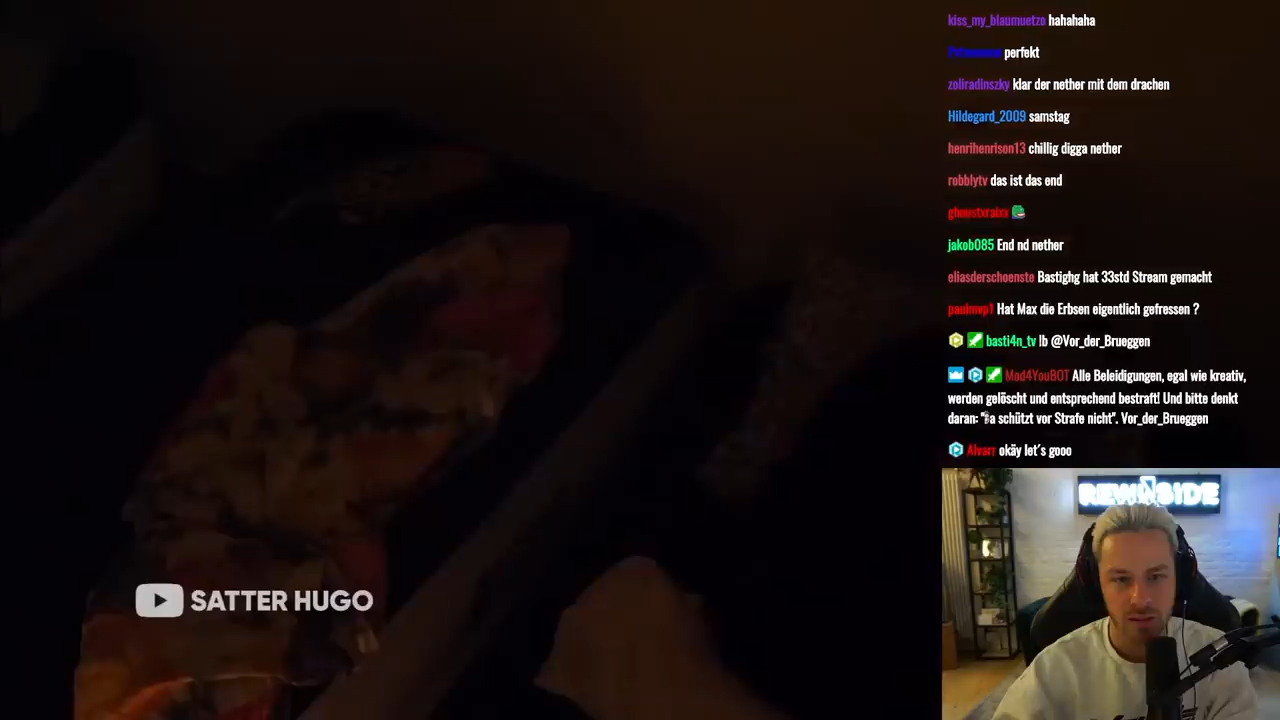 kiss_my_blaumuetze hahahaha
perfekt
zoliradinszky klar der nether mit dem drachen
Hildegard_2009 samstag
henrihenrison13 chillig digga nether
robblytv das ist das end
ghoustxraixx
jakob085 End nd nether
eliasderschoenste Bastighg hat 33std Stream gemacht
paulmvp1 Hat Max die Erbsen eigentlich gefressen ?
basti4n_tv !b @Vor_der_Brueggen
Mod4YouBOT Alle Beleidigungen, egal wie kreativ,
werden gelöscht und entsprechend bestraft! Und bitte denkt
daran: "a schützt vor Strafe nicht". Vor_der_Brueggen
Alvarr okäy let's gooo
REWINSIDE
SATTER HUGO